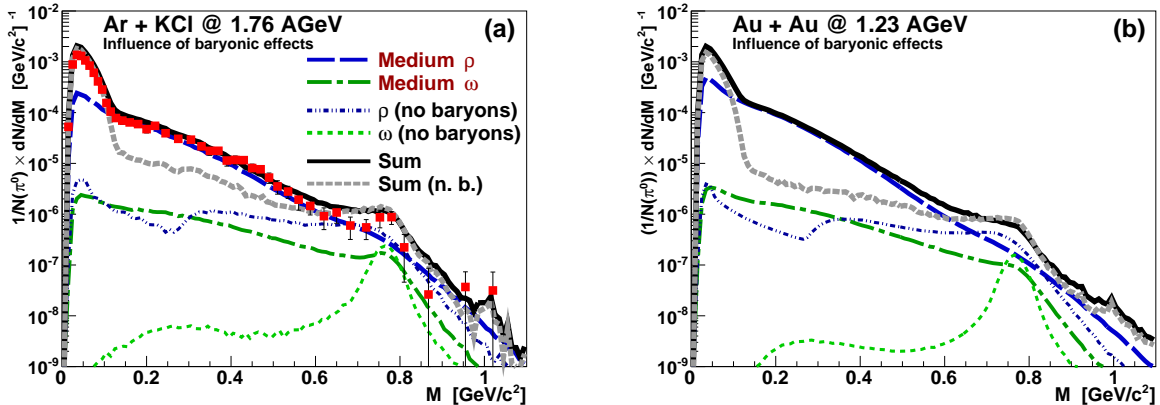 Ar + KCl @ 1.76 AGeV
(a)
Influence of baryonic effects
Medium ρ
Medium ω
ρ (no baryons)
ω (no baryons)
Sum
Sum (n. b.)
1/N(π⁰) × dN/dM [GeV/c²]⁻¹
10⁻²
10⁻³
10⁻⁴
10⁻⁵
10⁻⁶
10⁻⁷
10⁻⁸
10⁻⁹
0 0.2 0.4 0.6 0.8 1
M [GeV/c²]
Au + Au @ 1.23 AGeV
(b)
Influence of baryonic effects
(1/N(π⁰)) × dN/dM [GeV/c²]⁻¹
10⁻²
10⁻³
10⁻⁴
10⁻⁵
10⁻⁶
10⁻⁷
10⁻⁸
10⁻⁹
0 0.2 0.4 0.6 0.8 1
M [GeV/c²]